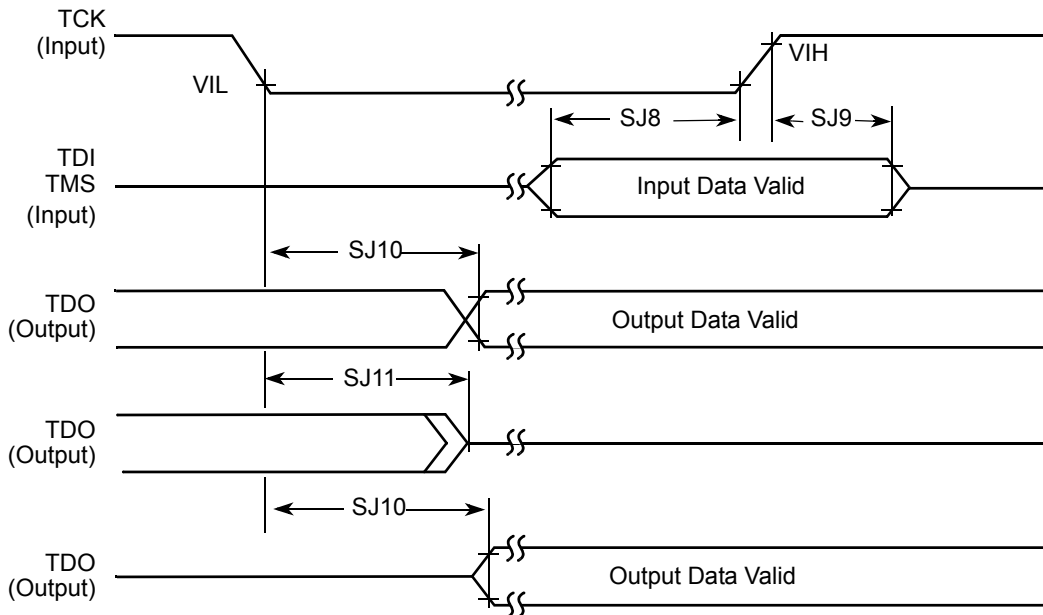 TCK
(Input)
VIL
VIH
SJ8
SJ9
TDI
TMS
(Input)
Input Data Valid
SJ10
TDO
(Output)
Output Data Valid
SJ11
TDO
(Output)
SJ10
TDO
(Output)
Output Data Valid